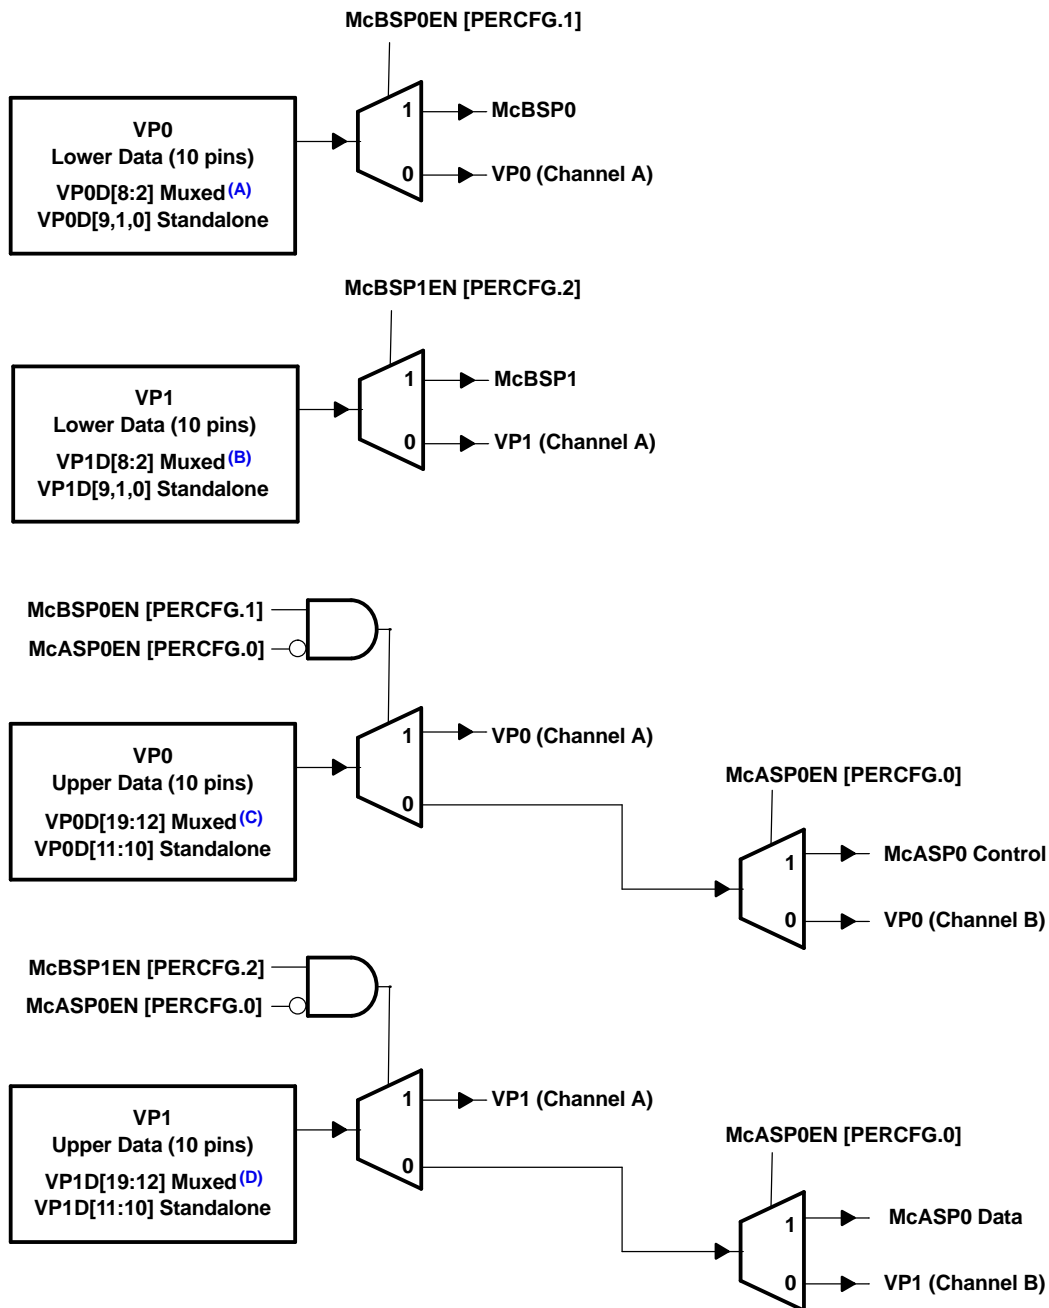 McBSP0EN [PERCFG.1]
VP0
Lower Data (10 pins)
VP0D[8:2] Muxed (A)
VP0D[9,1,0] Standalone
1
McBSP0
0
VP0 (Channel A)
McBSP1EN [PERCFG.2]
VP1
Lower Data (10 pins)
VP1D[8:2] Muxed (B)
VP1D[9,1,0] Standalone
1
McBSP1
0
VP1 (Channel A)
McBSP0EN [PERCFG.1]
McASP0EN [PERCFG.0]
VP0
Upper Data (10 pins)
VP0D[19:12] Muxed (C)
VP0D[11:10] Standalone
1
VP0 (Channel A)
0
McASP0EN [PERCFG.0]
1
McASP0 Control
0
VP0 (Channel B)
McBSP1EN [PERCFG.2]
McASP0EN [PERCFG.0]
VP1
Upper Data (10 pins)
VP1D[19:12] Muxed (D)
VP1D[11:10] Standalone
1
VP1 (Channel A)
0
McASP0EN [PERCFG.0]
1
McASP0 Data
0
VP1 (Channel B)